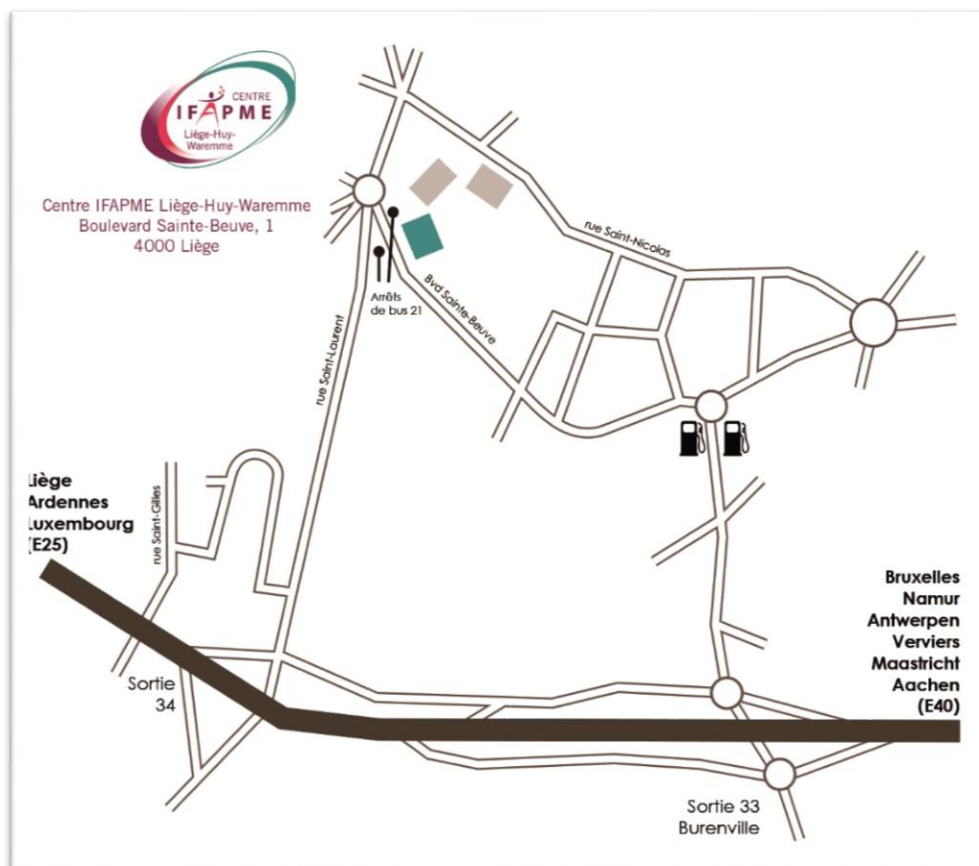 CENTRE
IFAPME
Liège-Huy-
Waremme
Centre IFAPME Liège-Huy-Waremme
Boulevard Sainte-Beuve, 1
4000 Liège
rue Saint-Nicolas
Arrêts
de bus 21
Bvd Sainte-Beuve
rue Saint-Laurent
rue Saint-Gilles
Liège
Ardennes
Luxembourg
(E25)
Bruxelles
Namur
Antwerpen
Verviers
Maastricht
Aachen
(E40)
Sortie
34
Sortie 33
Burenville